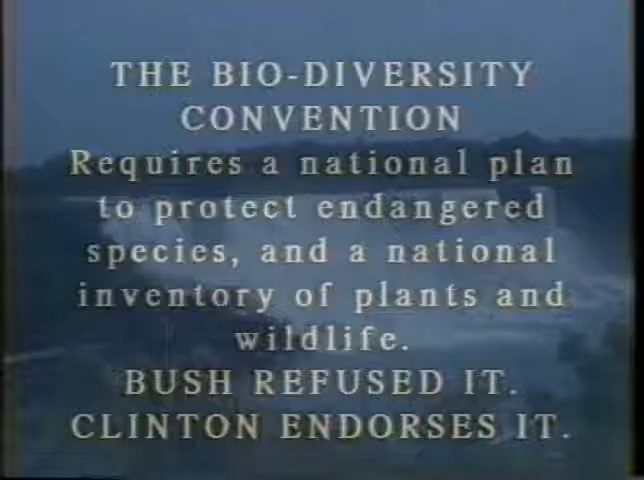 THE BIO-DIVERSITY
CONVENTION
Requires a national plan
to protect endangered
species, and a national
inventory of plants and
wildlife.
BUSH REFUSED IT.
CLINTON ENDORSES IT.